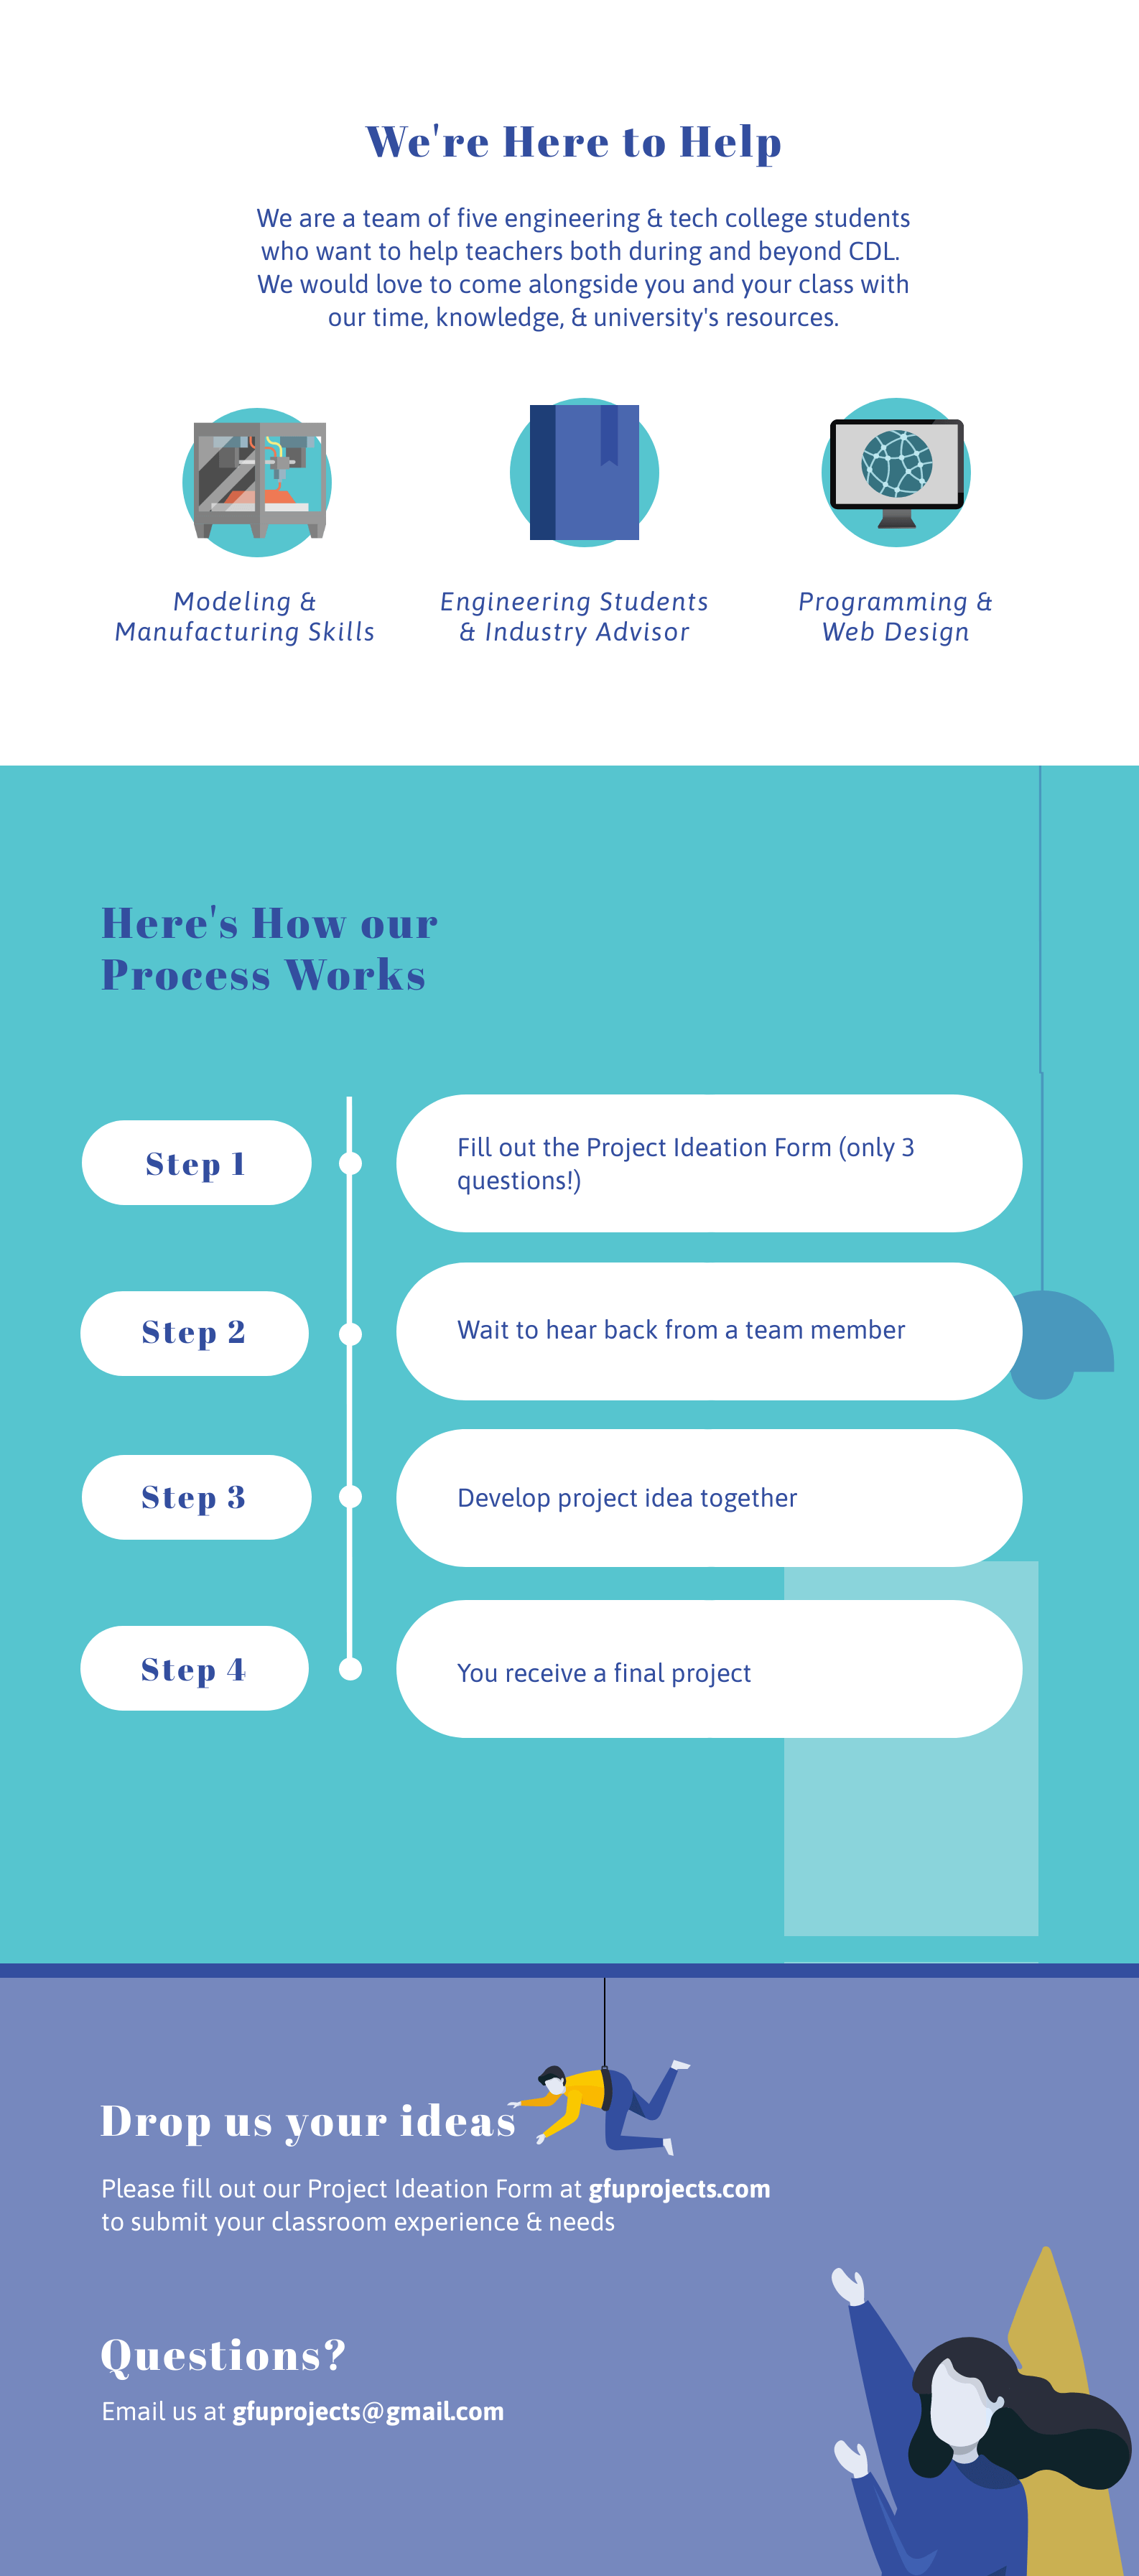 We're Here to Help
We are a team of five engineering & tech college students
who want to help teachers both during and beyond CDL.
We would love to come alongside you and your class with
our time, knowledge, & university's resources.
Modeling &
Manufacturing Skills
Engineering Students
& Industry Advisor
Programming &
Web Design
Here's How our
Process Works
Step 1
Fill out the Project Ideation Form (only 3
questions!)
Step 2
Wait to hear back from a team member
Step 3
Develop project idea together
Step 4
You receive a final project
Drop us your ideas
Please fill out our Project Ideation Form at gfuprojects.com
to submit your classroom experience & needs
Questions?
Email us at gfuprojects@gmail.com